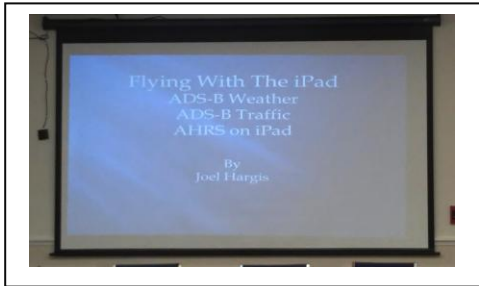 Flying With The iPad
ADS-B Weather
ADS-B Traffic
AHRS on iPad
By
Joel Hargis